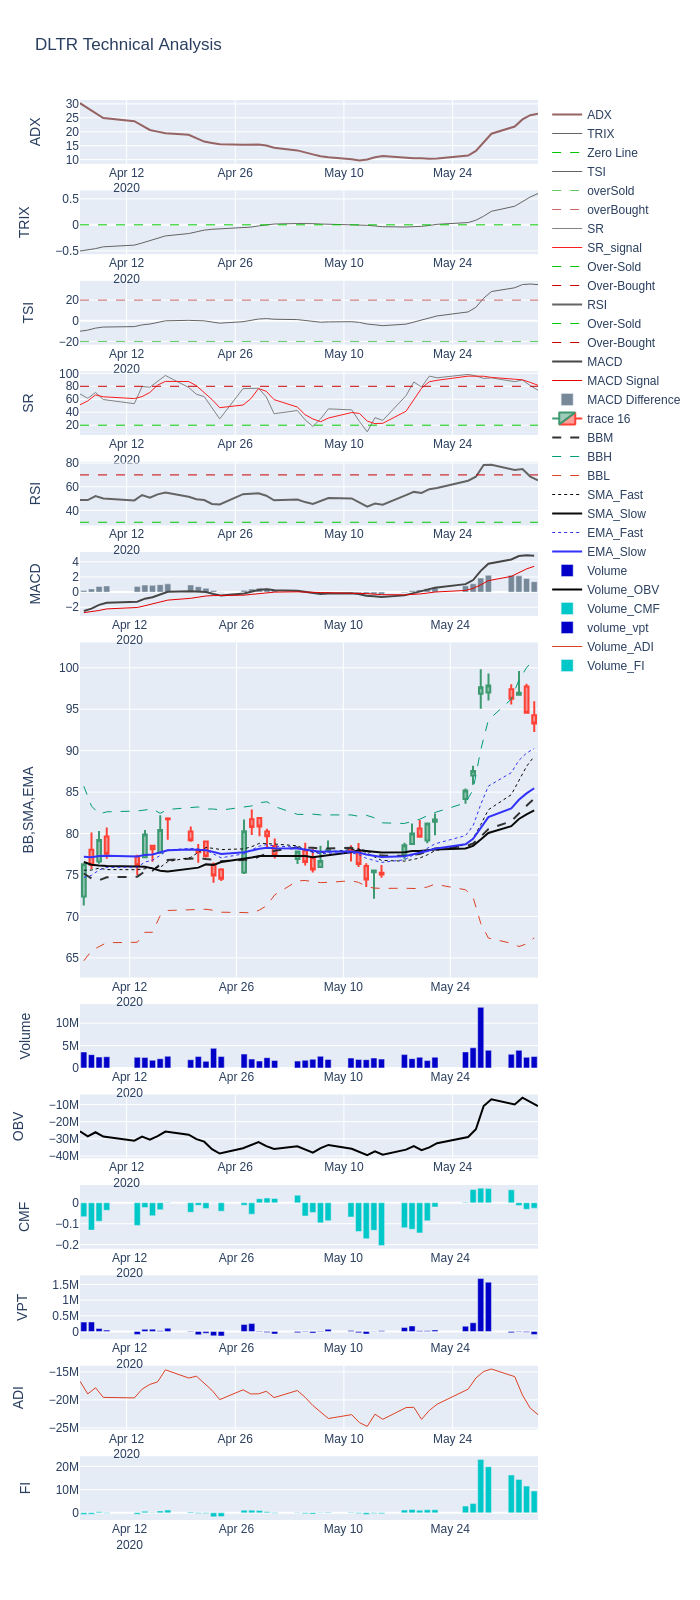 DLTR Technical Analysis
ADX
30
25
20
15
10
Apr 12
2020
Apr 26
May 10
May 24
TRIX
0.5
0
−0.5
Apr 12
2020
Apr 26
May 10
May 24
TSI
20
0
−20
Apr 12
2020
Apr 26
May 10
May 24
SR
100
80
60
40
20
Apr 12
2020
Apr 26
May 10
May 24
RSI
80
60
40
Apr 12
2020
Apr 26
May 10
May 24
MACD
4
2
0
−2
Apr 12
2020
Apr 26
May 10
May 24
BB,SMA,EMA
100
95
90
85
80
75
70
65
Apr 12
2020
Apr 26
May 10
May 24
Volume
10M
5M
0
Apr 12
2020
Apr 26
May 10
May 24
OBV
−10M
−20M
−30M
−40M
Apr 12
2020
Apr 26
May 10
May 24
CMF
0
−0.1
−0.2
Apr 12
2020
Apr 26
May 10
May 24
VPT
1.5M
1M
0.5M
0
Apr 12
2020
Apr 26
May 10
May 24
ADI
−15M
−20M
−25M
Apr 12
2020
Apr 26
May 10
May 24
FI
20M
10M
0
Apr 12
2020
Apr 26
May 10
May 24
ADX
TRIX
Zero Line
TSI
overSold
overBought
SR
SR_signal
Over-Sold
Over-Bought
RSI
Over-Sold
Over-Bought
MACD
MACD Signal
MACD Difference
trace 16
BBM
BBH
BBL
SMA_Fast
SMA_Slow
EMA_Fast
EMA_Slow
Volume
Volume_OBV
Volume_CMF
volume_vpt
Volume_ADI
Volume_FI